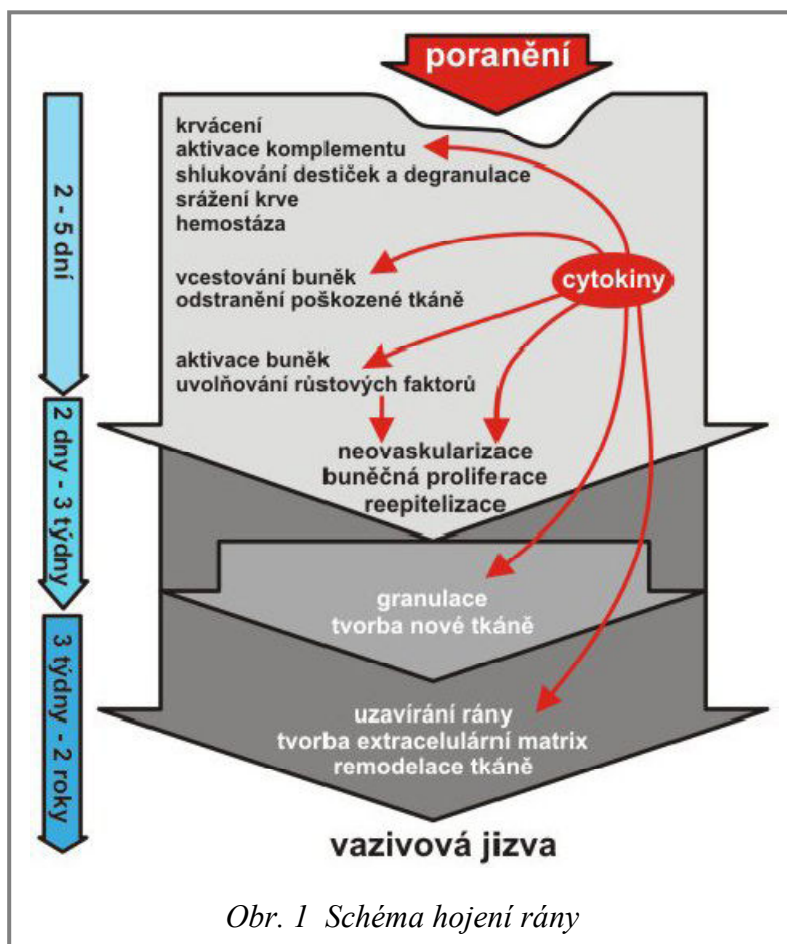 poranění
krvácení
aktivace komplementu
shlukování destiček a degranulace
srážení krve
hemostáza
vcestování buněk
odstranění poškozené tkáně
cytokiny
aktivace buněk
uvolňování růstových faktorů
neovaskularizace
buněčná proliferace
reepitelizace
granulace
tvorba nové tkáně
uzavírání rány
tvorba extracelulární matrix
remodelace tkáně
vazivová jizva
2 - 5 dní
2 dny - 3 týdny
3 týdny - 2 roky
Obr. 1 Schéma hojení rány